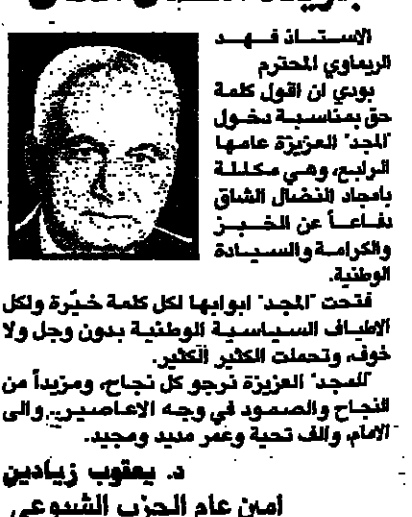 الاستاذ فهد
الريماوي المحترم
بودي ان اقول كلمة
حق بمناسبة دخول
"المجد" العزيزة عامها
الرابع، وهي مكللة
بامجاد النضال الشاق
دفاعاً عن الخبز
والكرامة والسيادة
الوطنية.
فتحت "المجد" ابوابها لكل كلمة خيّرة ولكل
الاطياف السياسية الوطنية بدون وجل ولا
خوف، وتحملت الكثير الكثير.
"للمجد" العزيزة نرجو كل نجاح، ومزيداً من
النجاح والصمود في وجه الاعاصير.. والى
الامام، والف تحية وعمر مديد ومجيد.
د. يعقوب زيادين
امين عام الحزب الشيوعي